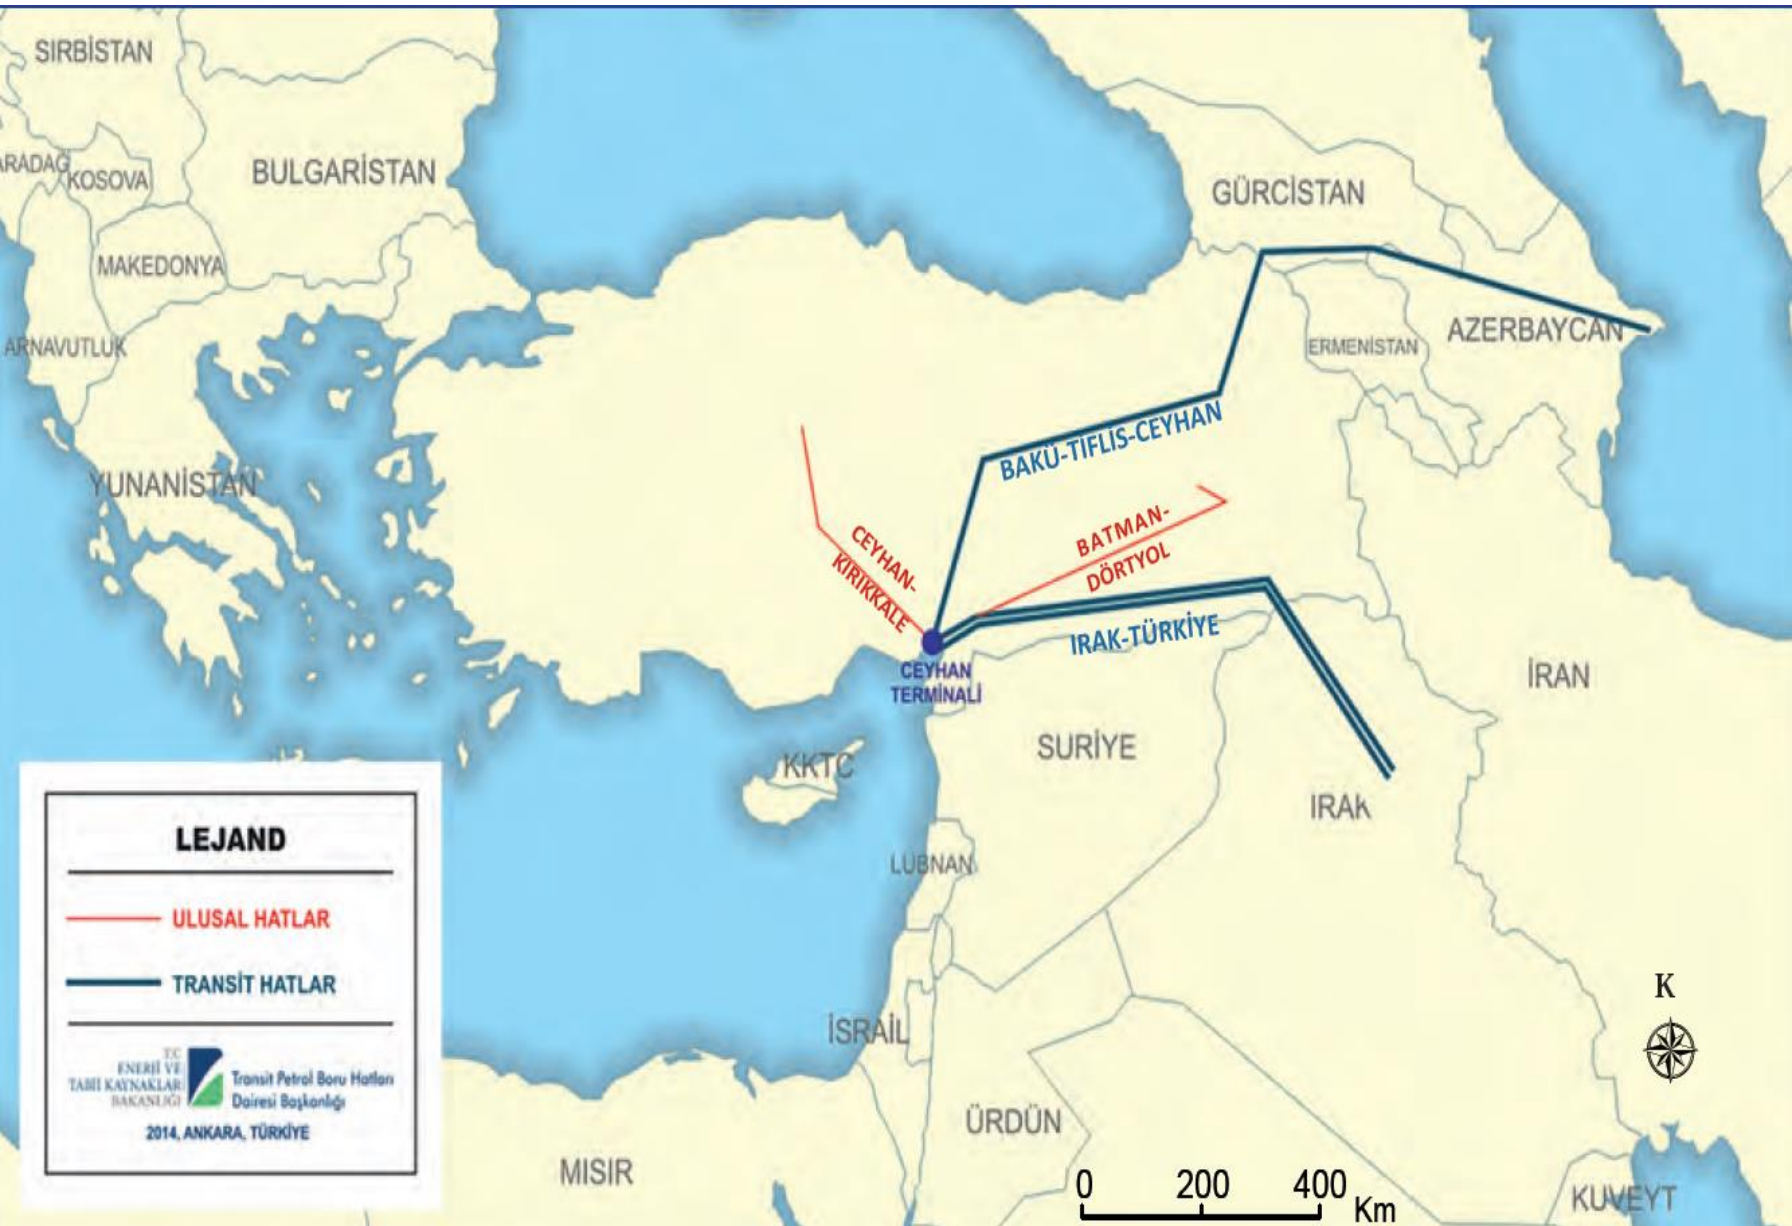 SIRBİSTAN
ARADAĞ
KOSOVA
BULGARİSTAN
GÜRCİSTAN
MAKEDONYA
AZERBAYCAN
ARNAVUTLUK
ERMENİSTAN
YUNANİSTAN
BAKÜ-TİFLİS-CEYHAN
CEYHAN-
KIRIKKALE
BATMAN-
DÖRTYOL
IRAK-TÜRKİYE
CEYHAN
TERMİNALİ
İRAN
SURİYE
KKTC
IRAK
LÜBNAN
LEJAND
ULUSAL HATLAR
TRANSİT HATLAR
T.C
ENERJİ VE
TABİİ KAYNAKLAR
BAKANLIĞI
Transit Petrol Boru Hatları
Dairesi Başkanlığı
2014, ANKARA, TÜRKİYE
K
İSRAİL
ÜRDÜN
MISIR
0 200 400 Km
KUVEYT